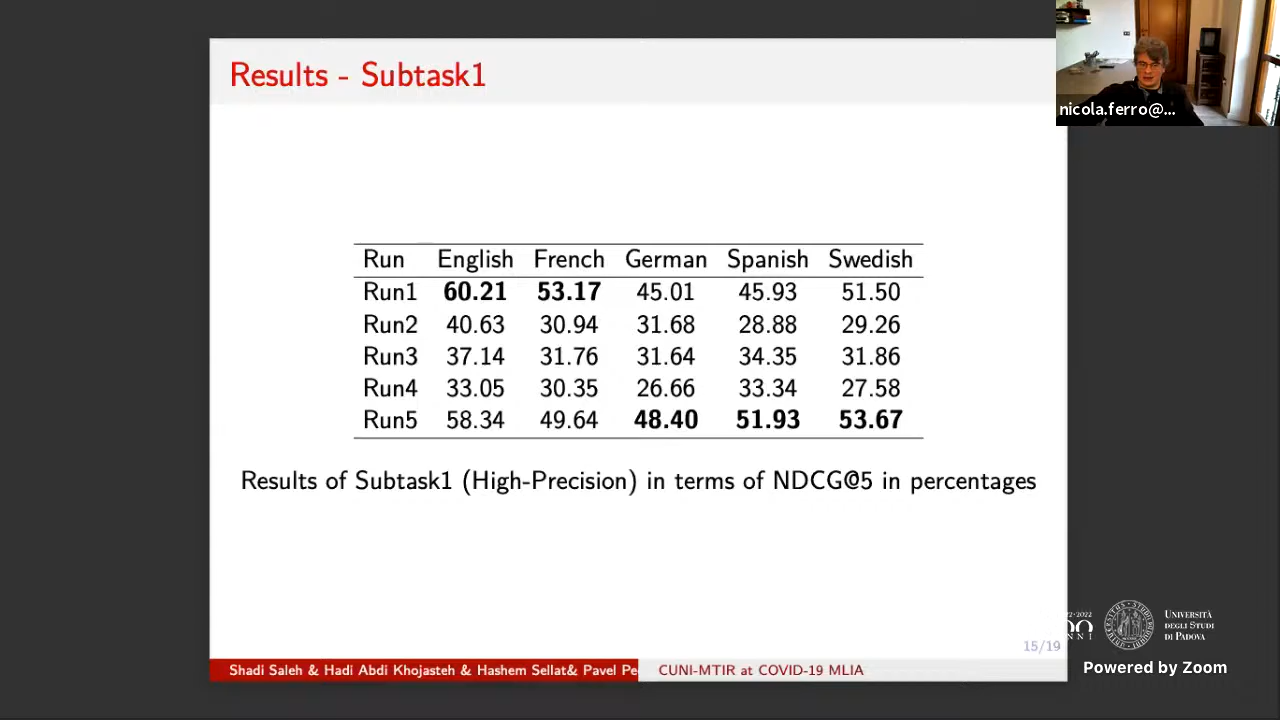 Results - Subtask1
nicola.ferro@...
Run English French German Spanish Swedish
Run1 60.21 53.17 45.01 45.93 51.50
Run2 40.63 30.94 31.68 28.88 29.26
Run3 37.14 31.76 31.64 34.35 31.86
Run4 33.05 30.35 26.66 33.34 27.58
Run5 58.34 49.64 48.40 51.93 53.67
Results of Subtask1 (High-Precision) in terms of NDCG@5 in percentages
UNIVERSITÀ
DEGLI STUDI
DI PADOVA
15/19
Shadi Saleh & Hadi Abdi Khojasteh & Hashem Sellat& Pavel Pe
CUNI-MTIR at COVID-19 MLIA
Powered by Zoom